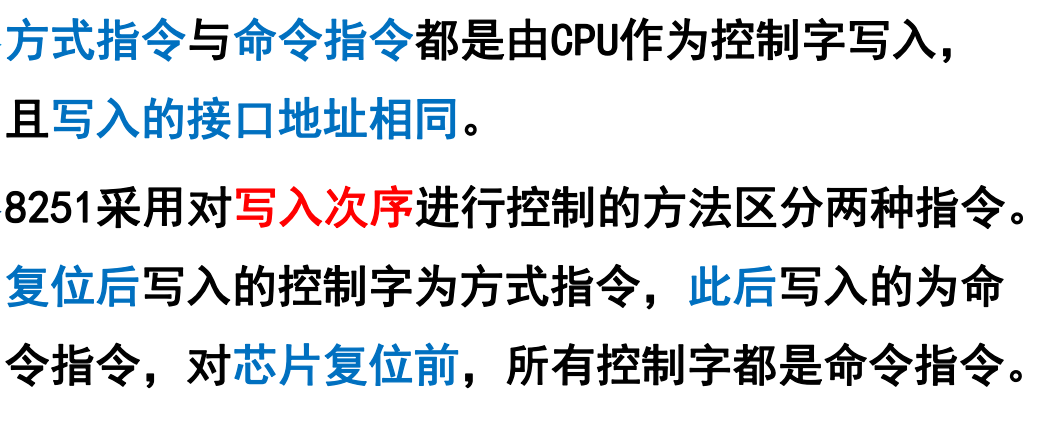 方式指令与命令指令都是由CPU作为控制字写入，
且写入的接口地址相同。
8251采用对写入次序进行控制的方法区分两种指令。
复位后写入的控制字为方式指令，此后写入的为命
令指令，对芯片复位前，所有控制字都是命令指令。